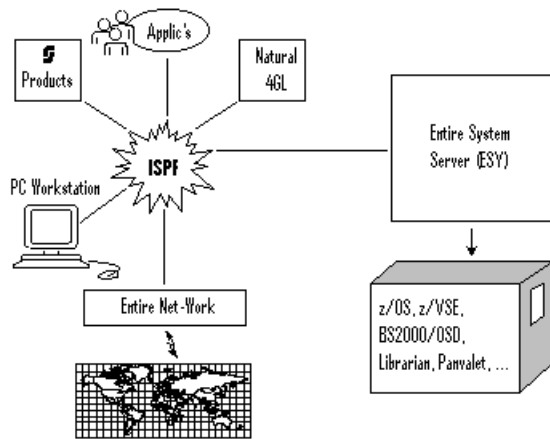 Applic's
Products
Natural
4GL
ISPF
Entire System
Server (ESY)
PC Workstation
Entire Net-Work
z/OS, z/VSE,
BS2000/OSD,
Librarian, Panvalet, ...